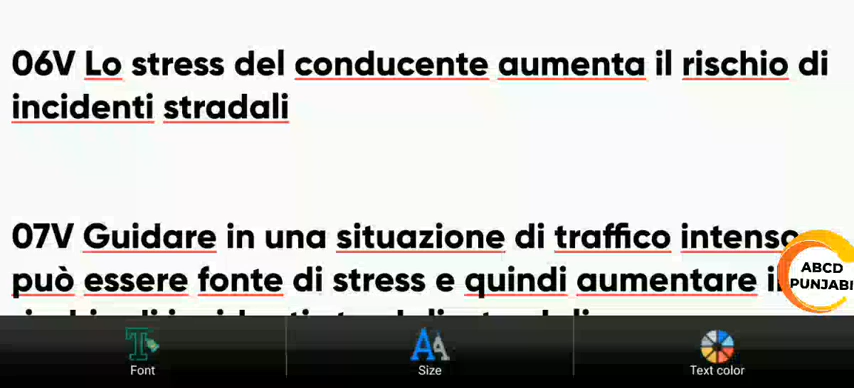 06V Lo stress del conducente aumenta il rischio di
incidenti stradali
07V Guidare in una situazione di traffico intenso
può essere fonte di stress e quindi aumentare
ABCD
PUNJABI
Font
Size
Text color